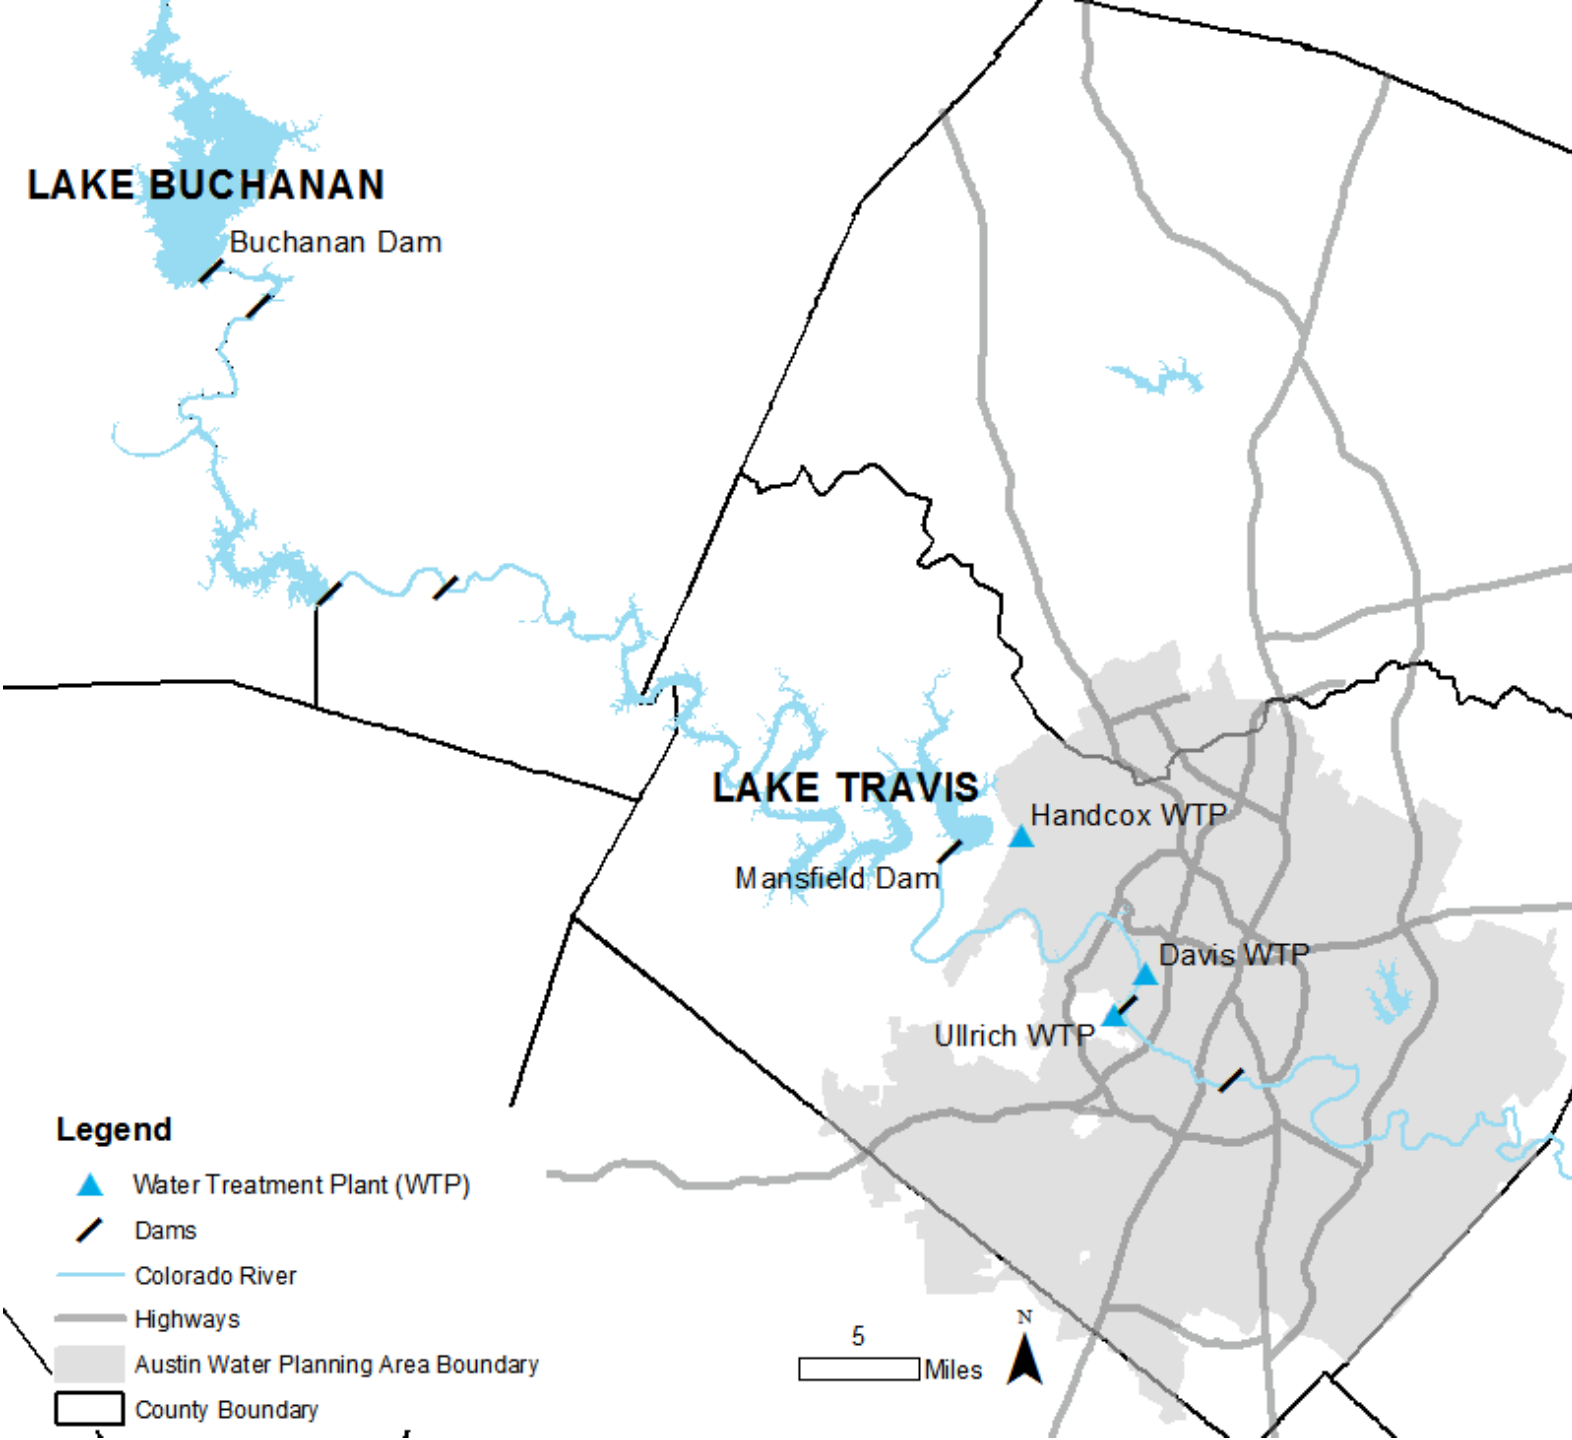 LAKE BUCHANAN
Buchanan Dam
LAKE TRAVIS
Handcox WTP
Mansfield Dam
Davis WTP
Ullrich WTP
Legend
Water Treatment Plant (WTP)
Dams
Colorado River
Highways
Austin Water Planning Area Boundary
County Boundary
5
Miles
N